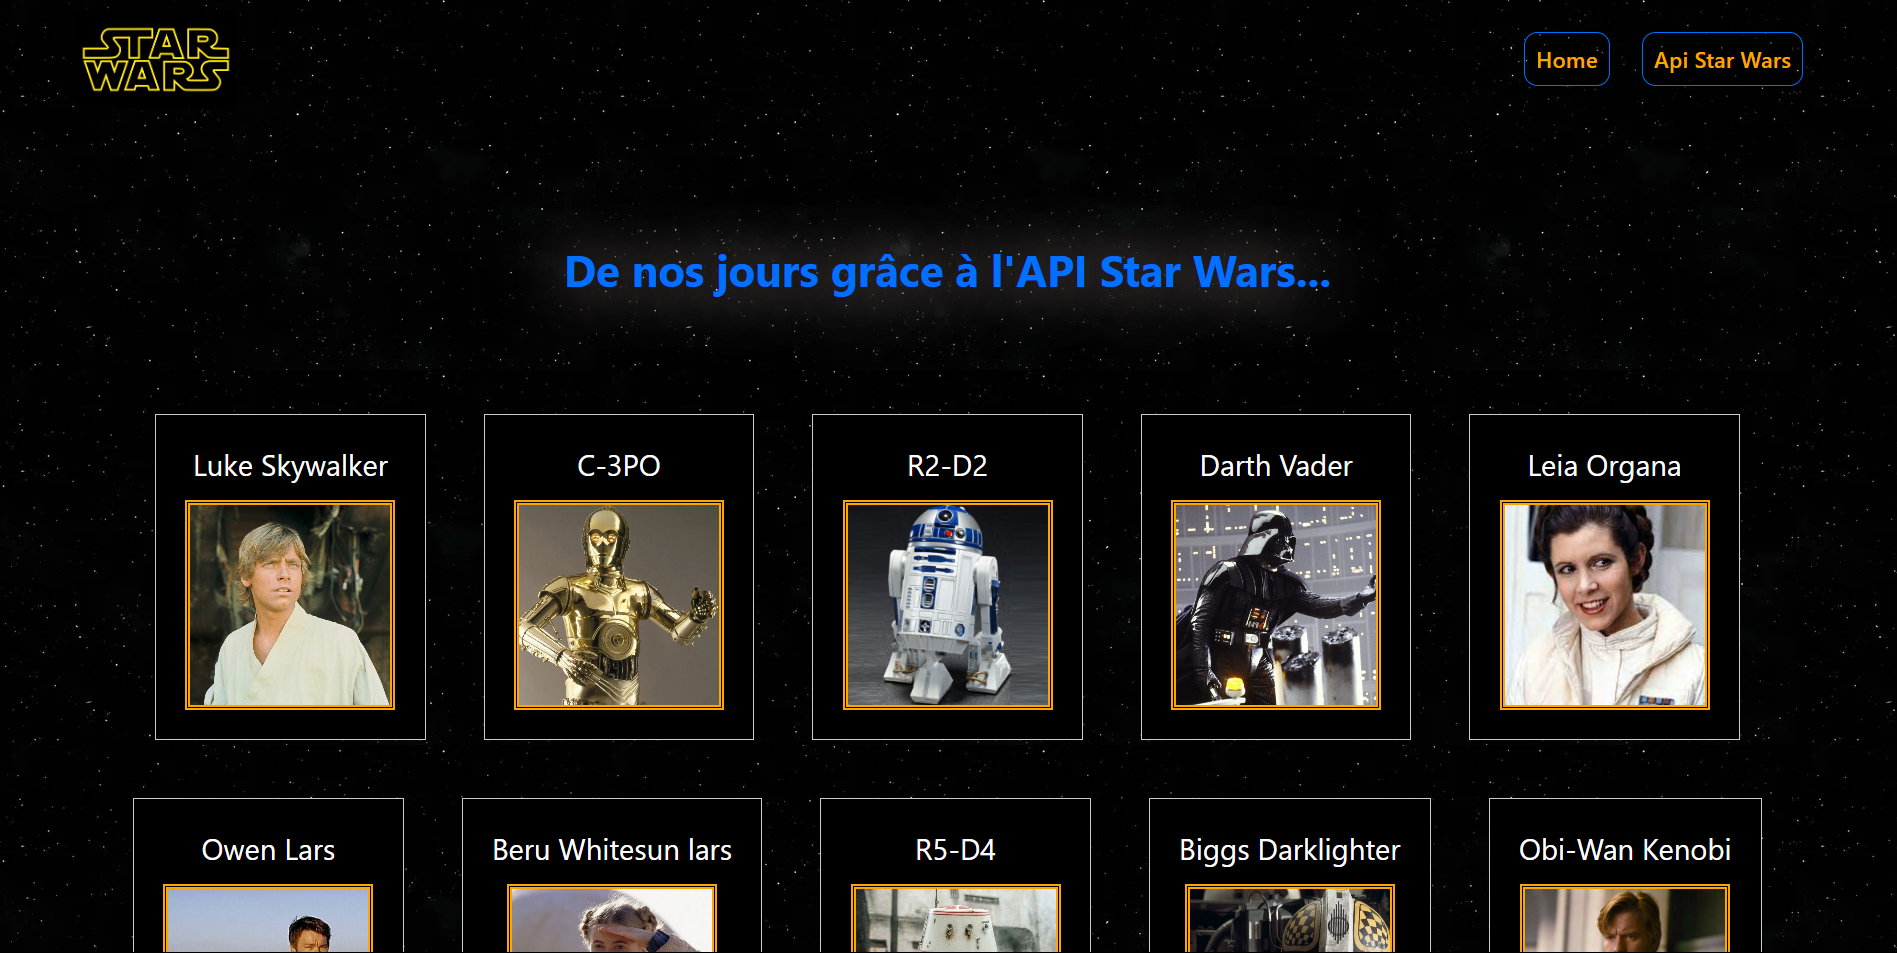 STAR
WARS
Home
Api Star Wars
De nos jours grâce à l'API Star Wars...
Luke Skywalker
C-3PO
R2-D2
Darth Vader
Leia Organa
Owen Lars
Beru Whitesun lars
R5-D4
Biggs Darklighter
Obi-Wan Kenobi